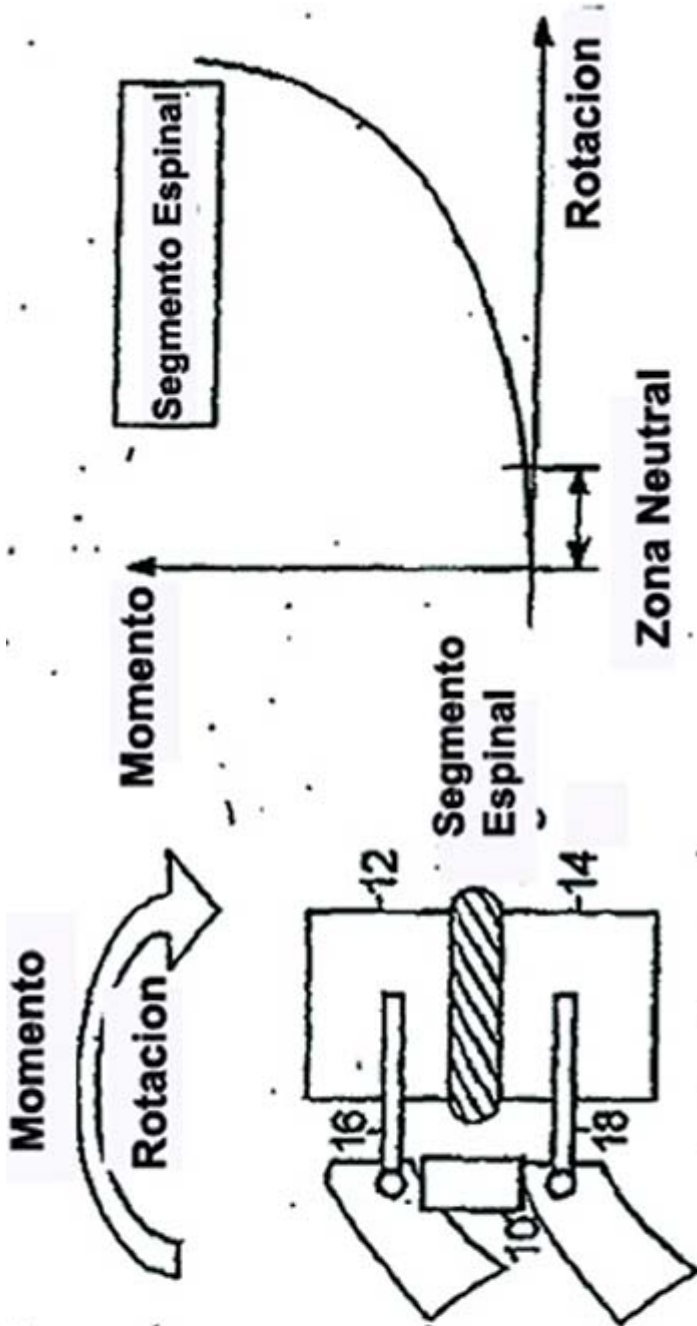 Momento
Rotacion
16
12
10
18
14
Segmento
Espinal
Momento
Segmento Espinal
Rotacion
Zona Neutral